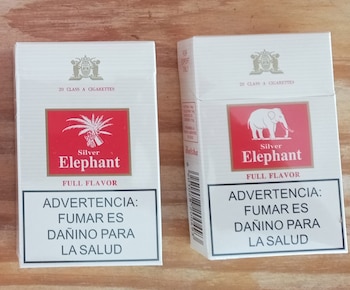 20 CLASS A CIGARETTES
Silver
Elephant
FULL FLAVOR
ADVERTENCIA:
FUMAR ES
DAÑINO PARA
LA SALUD
20 CLASS A CIGARETTES
Silver
Elephant
FULL FLAVOR
ADVERTENCIA:
FUMAR ES
DAÑINO PARA
LA SALUD